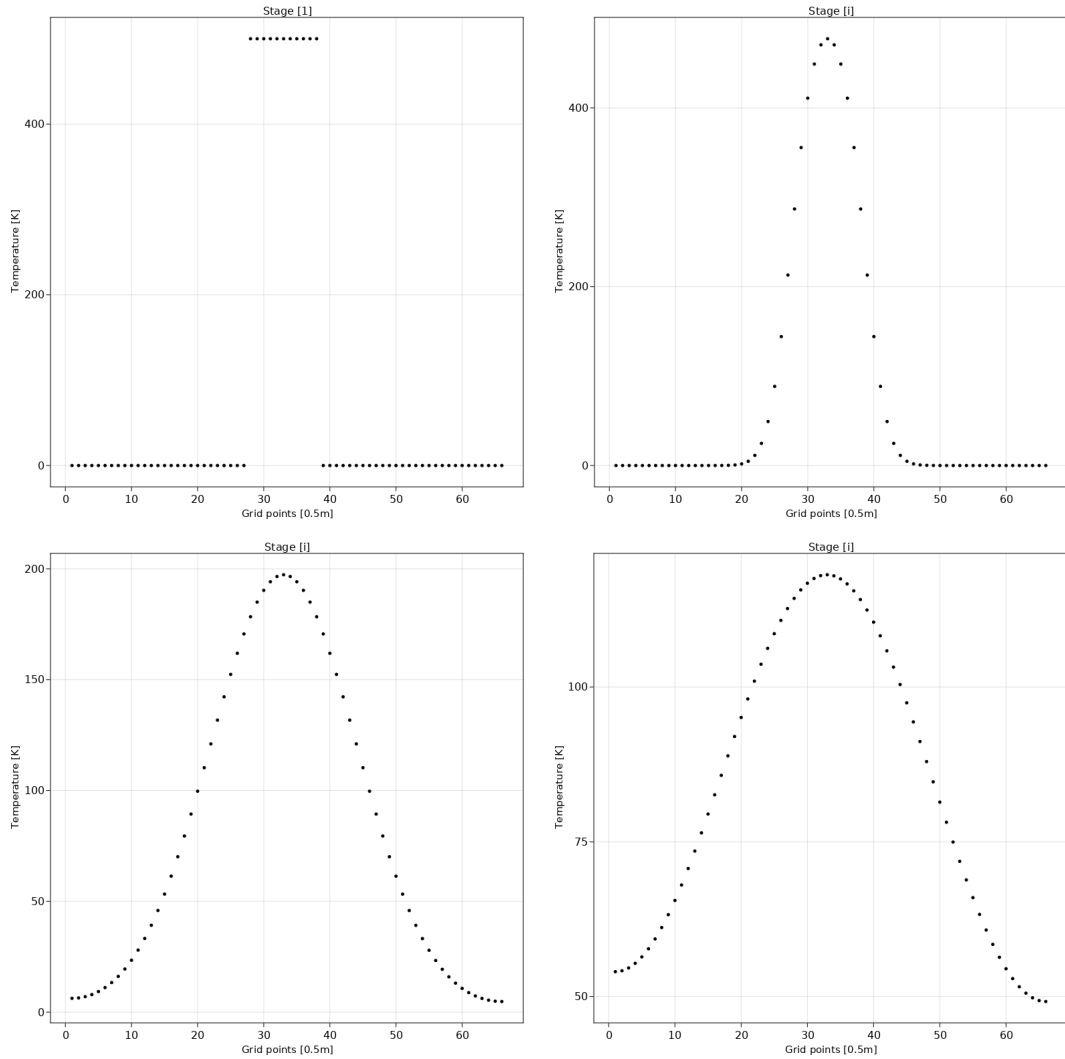 Stage [1]
Temperature [K]
400
200
0
0 10 20 30 40 50 60
Grid points [0.5m]
Stage [i]
Temperature [K]
400
200
0
0 10 20 30 40 50 60
Grid points [0.5m]
Stage [i]
Temperature [K]
200
150
100
50
0
0 10 20 30 40 50 60
Grid points [0.5m]
Stage [i]
Temperature [K]
100
75
50
0 10 20 30 40 50 60
Grid points [0.5m]